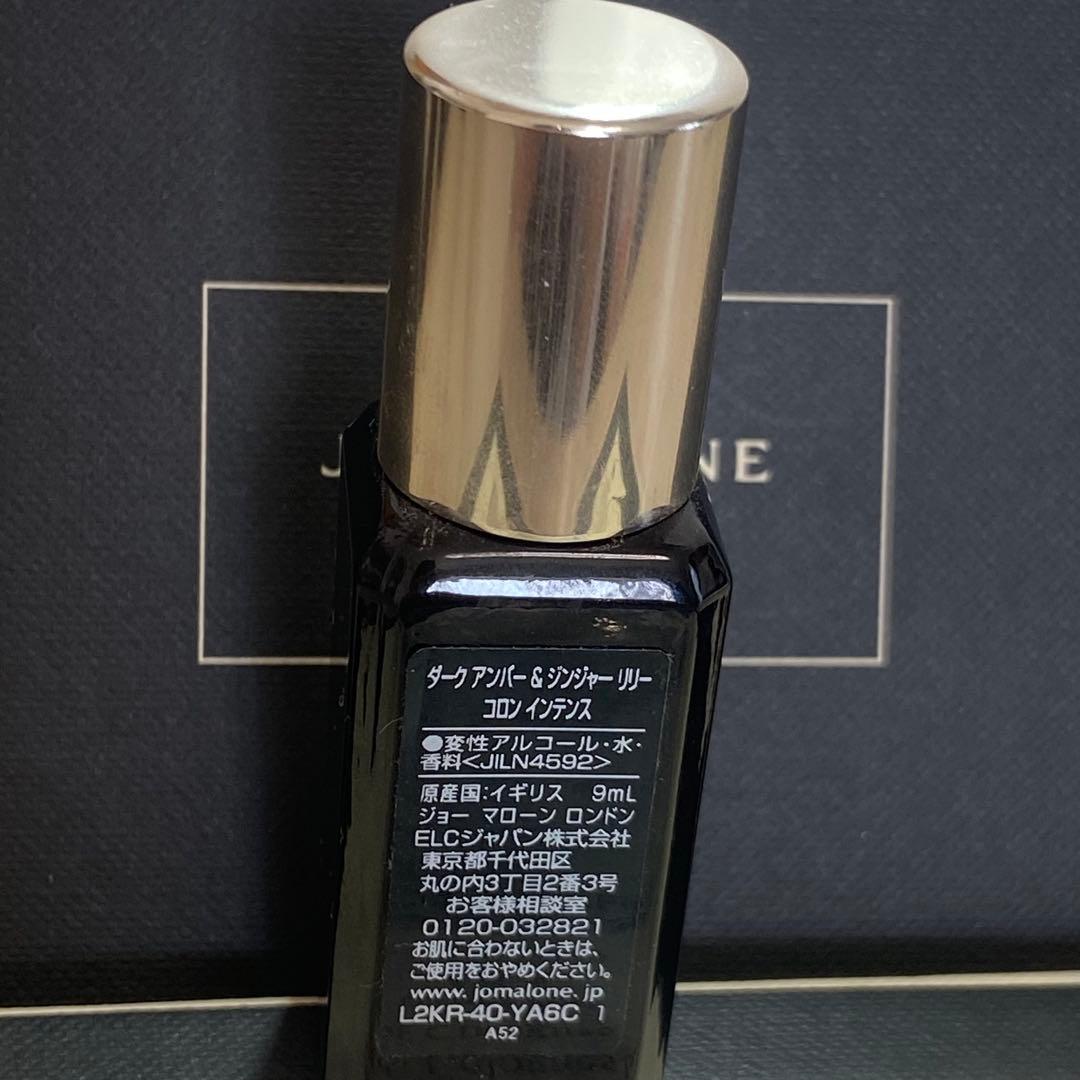 NE
ダーク アンバー & ジンジャー リリー
コロン インテンス
●変性アルコール・水・
香料<JILN4592>
原産国:イギリス 9mL
ジョー マローン ロンドン
ELCジャパン株式会社
東京都千代田区
丸の内3丁目2番3号
お客様相談室
0120-032821
お肌に合わないときは、
ご使用をおやめください。
www.jomalone.jp
L2KR-40-YA6C 1
A52